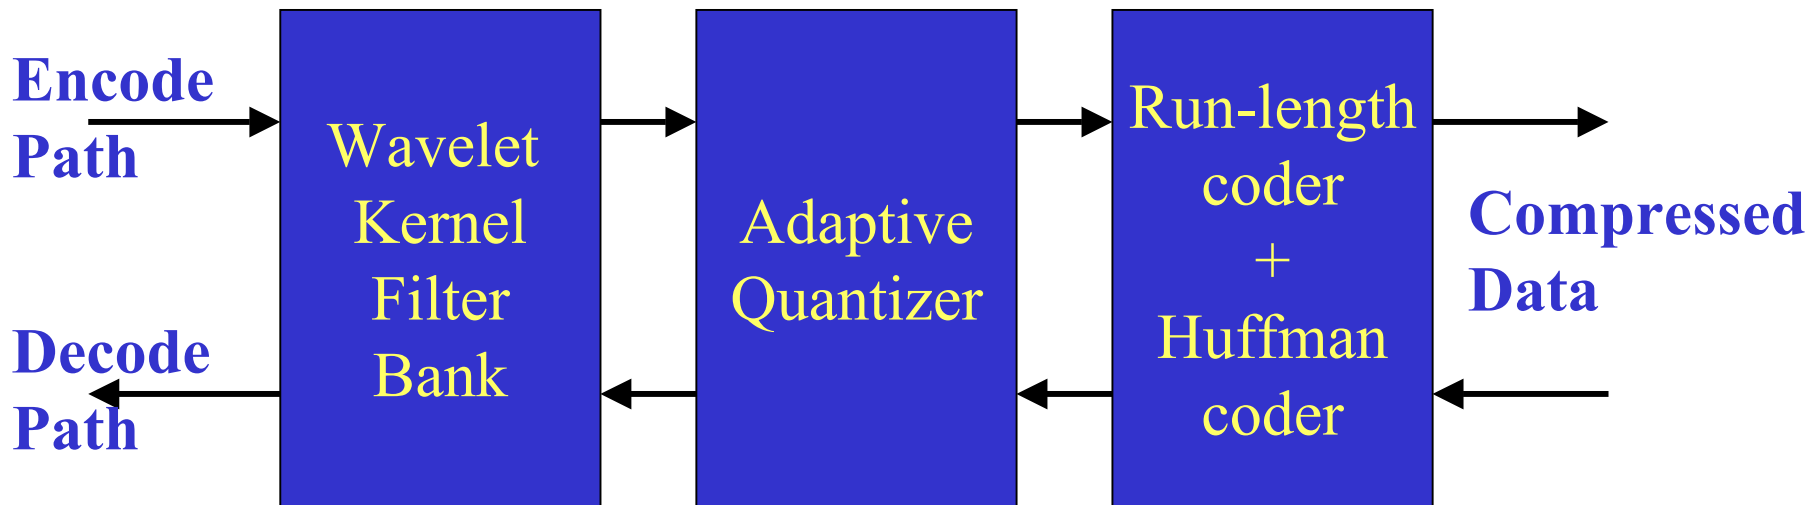 Encode
Path
Decode
Path
Wavelet
Kernel
Filter
Bank
Adaptive
Quantizer
Run-length
coder
+
Huffman
coder
Compressed
Data